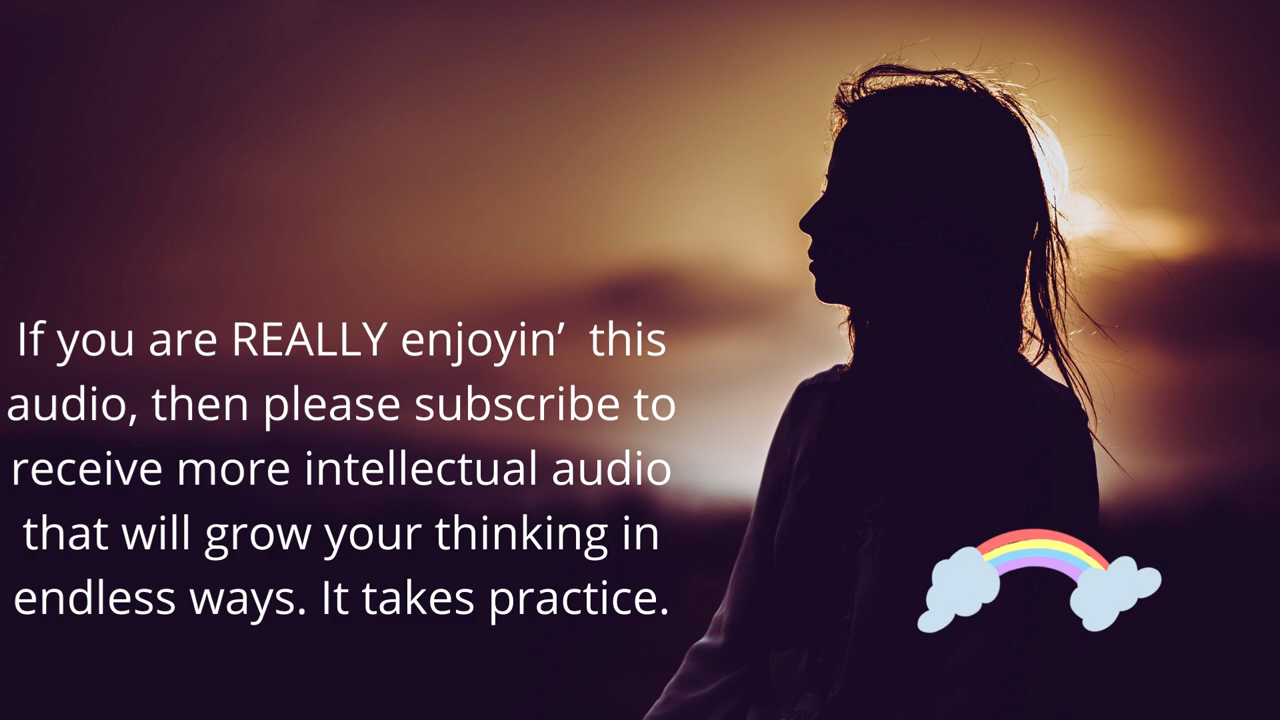 If you are REALLY enjoyin’  this
audio, then please subscribe to
receive more intellectual audio
that will grow your thinking in
endless ways. It takes practice.